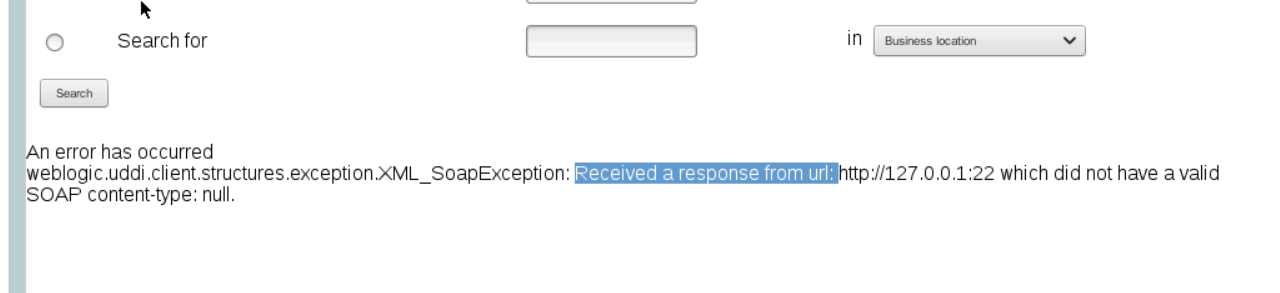 Search for in Business location
Search
An error has occurred
weblogic.uddi.client.structures.exception.XML_SoapException: Received a response from url: http://127.0.0.1:22 which did not have a valid
SOAP content-type: null.